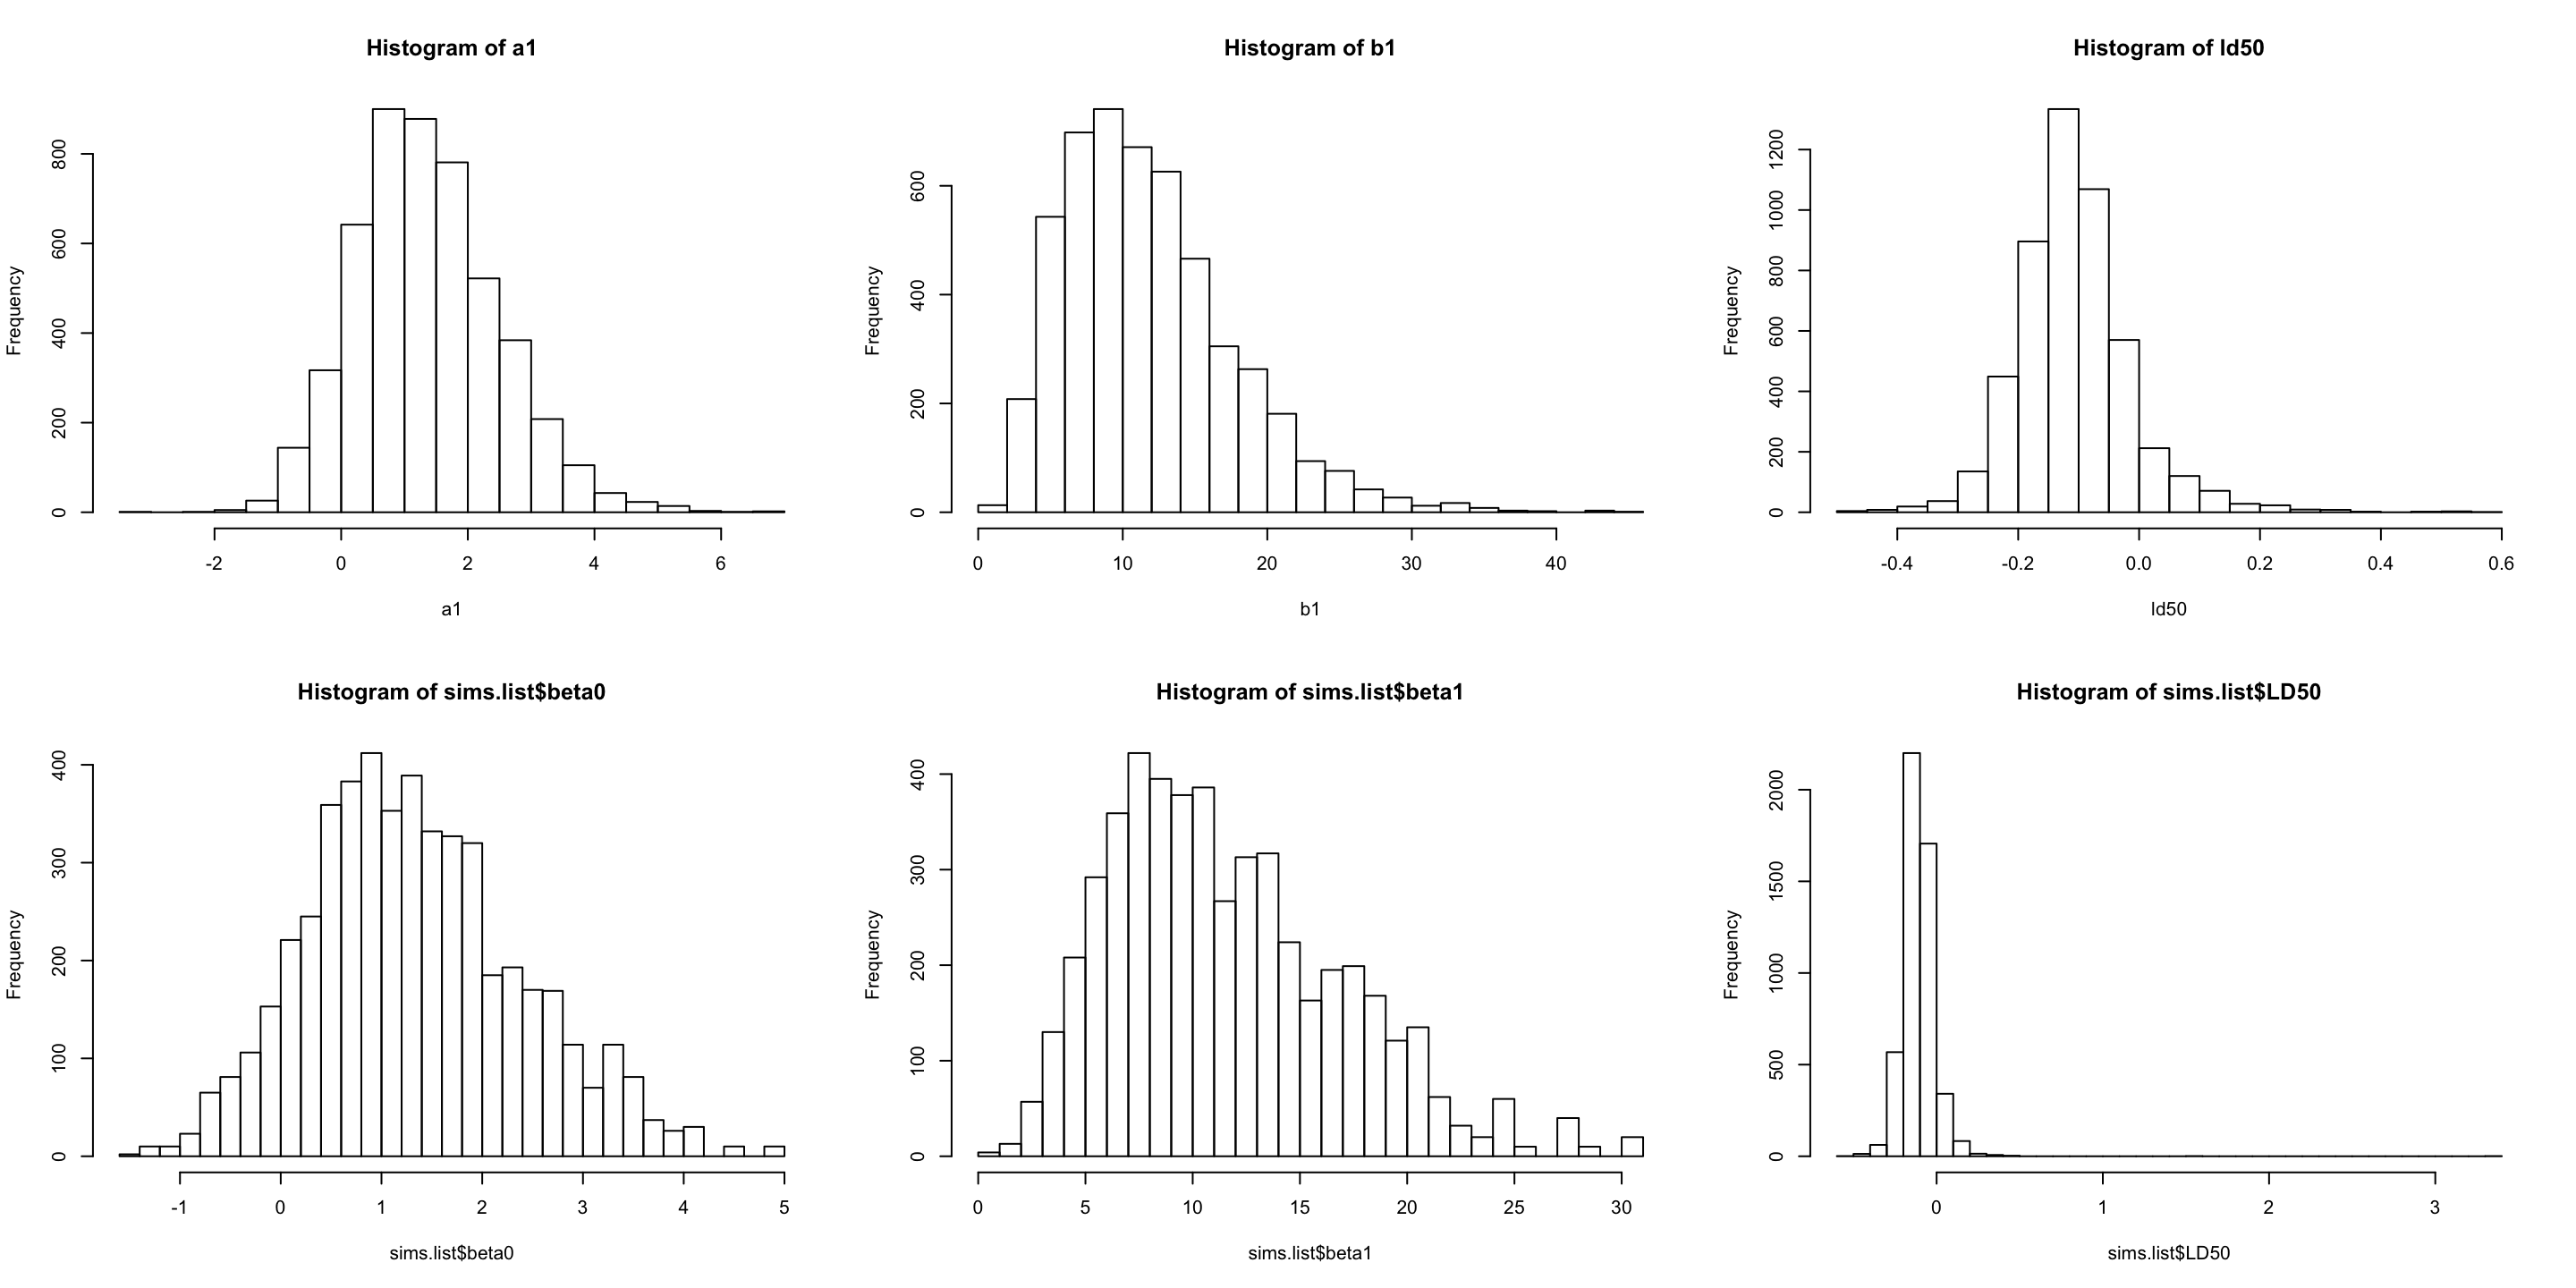 Histogram of a1
Frequency
0 200 400 600 800
-2 0 2 4 6
a1
Histogram of b1
Frequency
0 200 400 600
0 10 20 30 40
b1
Histogram of ld50
Frequency
0 200 400 600 800 1000 1200
-0.4 -0.2 0.0 0.2 0.4 0.6
ld50
Histogram of sims.list$beta0
Frequency
0 100 200 300 400
-1 0 1 2 3 4 5
sims.list$beta0
Histogram of sims.list$beta1
Frequency
0 100 200 300 400
0 5 10 15 20 25 30
sims.list$beta1
Histogram of sims.list$LD50
Frequency
0 500 1000 1500 2000
0 1 2 3
sims.list$LD50